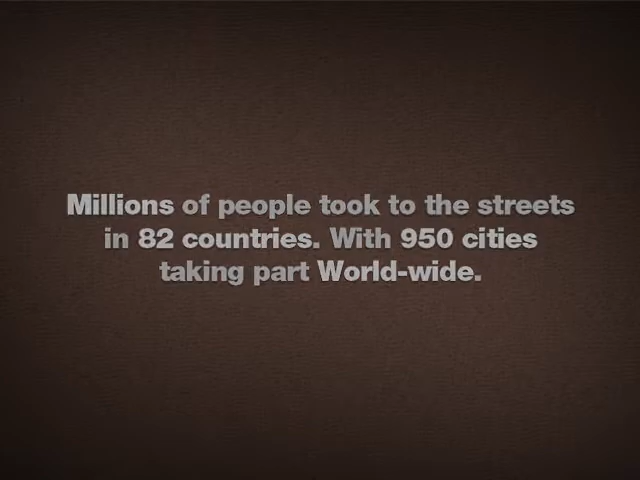 Millions of people took to the streets
in 82 countries. With 950 cities
taking part World-wide.